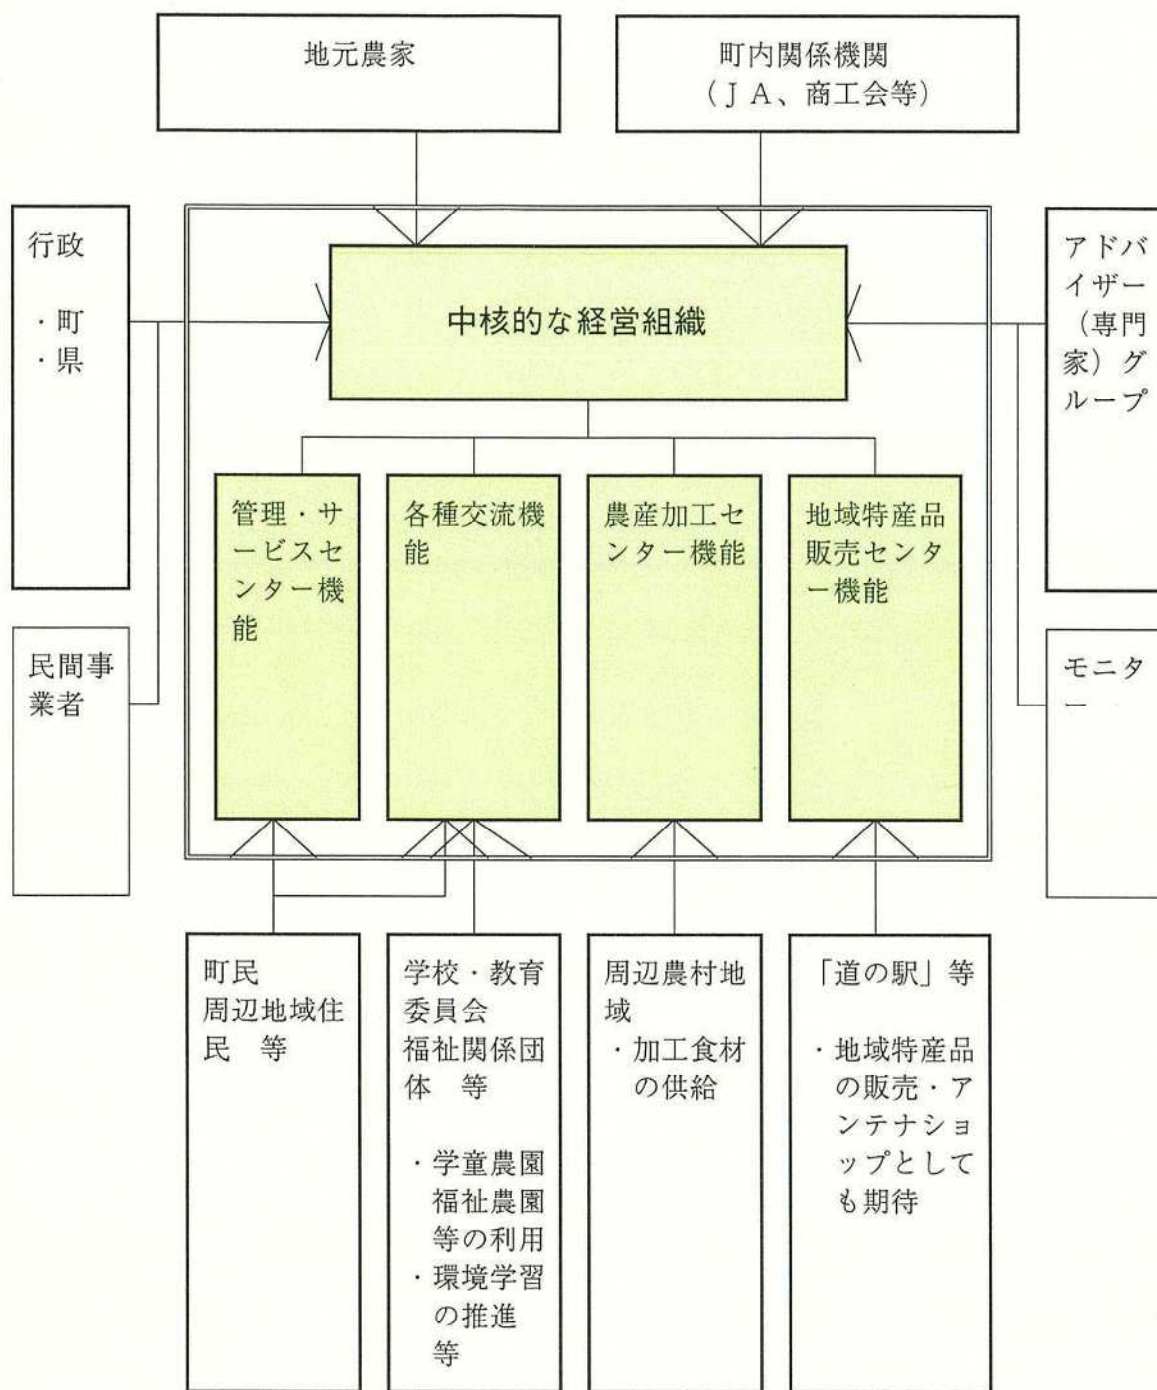 地元農家
町内関係機関
（ＪＡ、商工会等）
行政
・町
・県
中核的な経営組織
アドバ
イザー
（専門
家）グ
ループ
管理・サ
ービスセ
ンター機
能
各種交流機
能
農産加工セ
ンター機能
地域特産品
販売センタ
ー機能
民間事
業者
モニタ
ー
町民
周辺地域住
民　等
学校・教育
委員会
福祉関係団
体　等
・学童農園
福祉農園
等の利用
・環境学習
の推進
等
周辺農村地
域
・加工食材
の供給
「道の駅」等
・地域特産品
の販売・ア
ンテナショ
ップとして
も期待